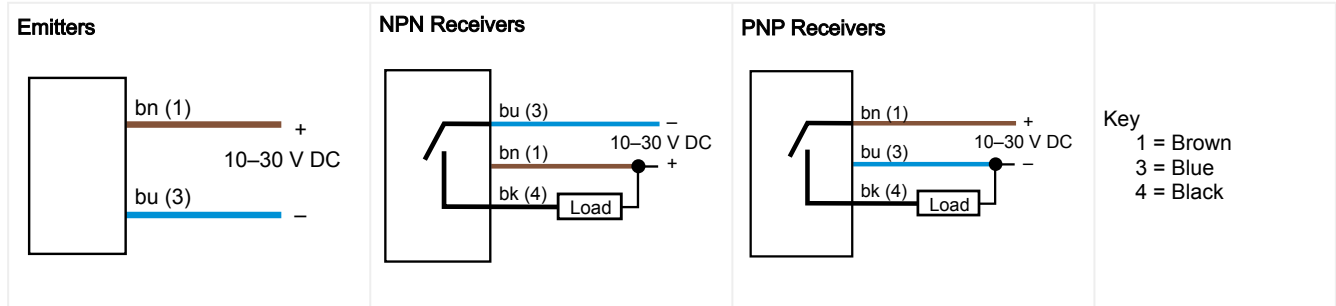 Emitters
bn (1)
+
10–30 V DC
bu (3)
–
NPN Receivers
bu (3)
–
10–30 V DC
bn (1)
+
bk (4)
Load
PNP Receivers
bn (1)
+
10–30 V DC
bu (3)
–
bk (4)
Load
Key
1 = Brown
3 = Blue
4 = Black